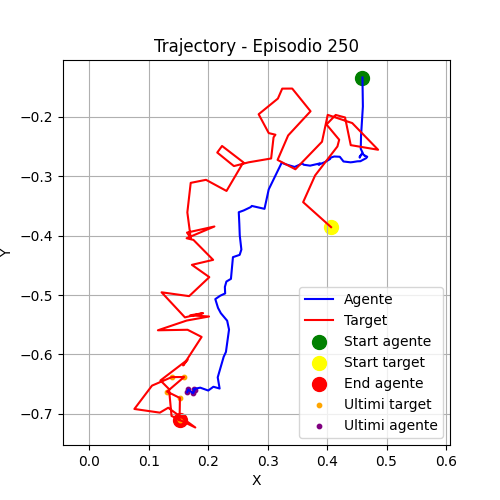 Trajectory - Episodio 250
Y
−0.2
−0.3
−0.4
−0.5
−0.6
−0.7
Agente
Target
Start agente
Start target
End agente
Ultimi target
Ultimi agente
0.0 0.1 0.2 0.3 0.4 0.5 0.6
X